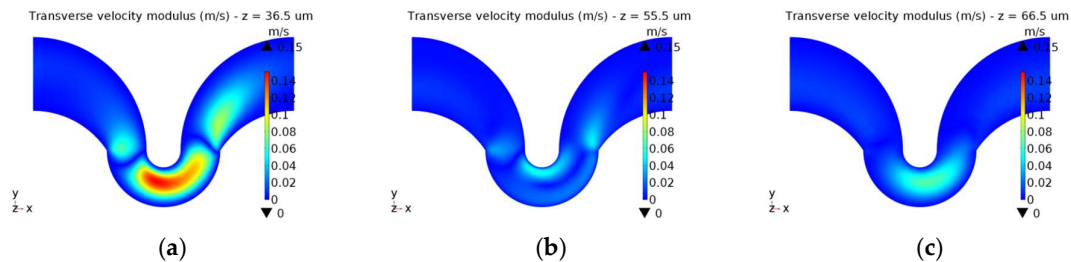 Transverse velocity modulus (m/s) - z = 36.5 um
m/s
0.15
0.14
0.12
0.1
0.08
0.06
0.04
0.02
0
0
y
z x
(a)
Transverse velocity modulus (m/s) - z = 55.5 um
m/s
0.15
0.14
0.12
0.1
0.08
0.06
0.04
0.02
0
0
y
z x
(b)
Transverse velocity modulus (m/s) - z = 66.5 um
m/s
0.15
0.14
0.12
0.1
0.08
0.06
0.04
0.02
0
0
y
z x
(c)